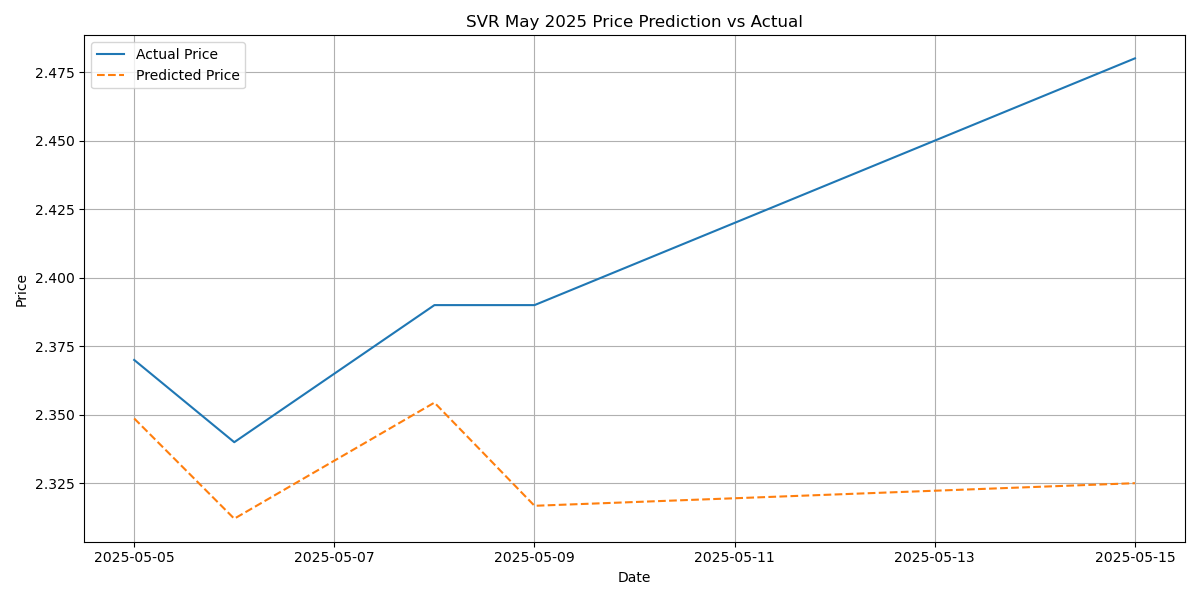 SVR May 2025 Price Prediction vs Actual
Actual Price
Predicted Price
2.475
2.450
2.425
2.400
2.375
2.350
2.325
Price
2025-05-05 2025-05-07 2025-05-09 2025-05-11 2025-05-13 2025-05-15
Date